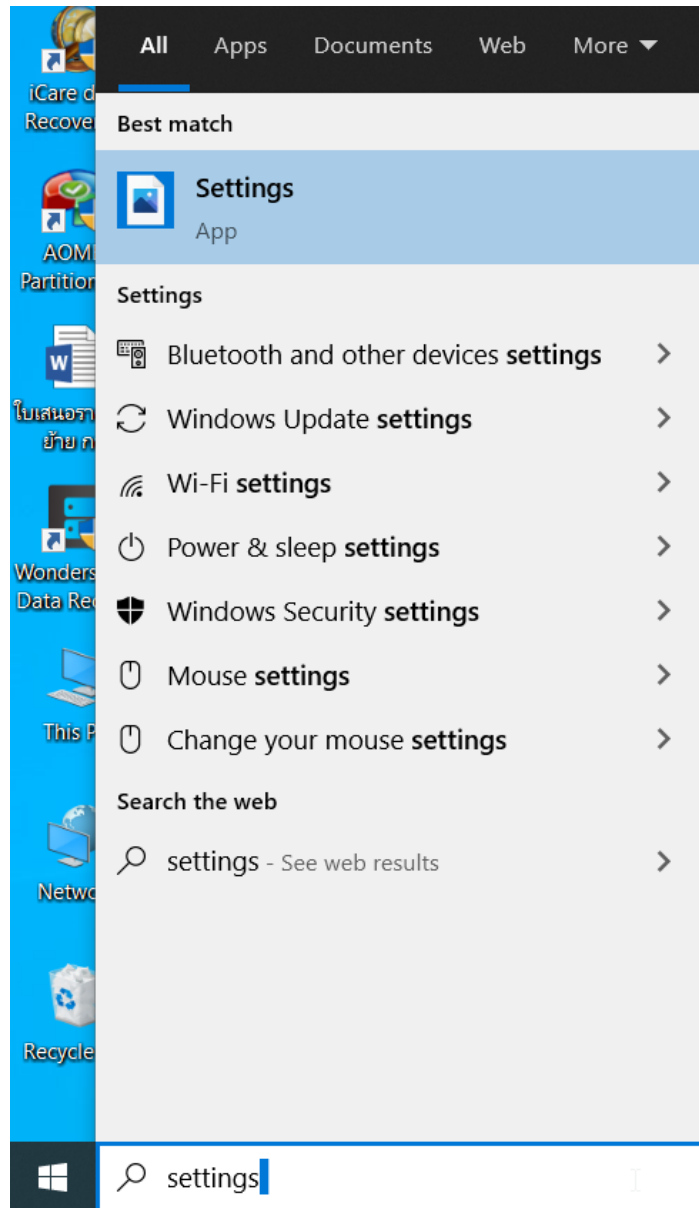 All Apps Documents Web More
iCare d
Recove
Best match
Settings
App
AOM
Partition
Settings
Bluetooth and other devices settings
Windows Update settings
ใบเสนอรา
ย้าย ก
Wi-Fi settings
Power & sleep settings
Wonders
Data Rec
Windows Security settings
Mouse settings
This P
Change your mouse settings
Search the web
settings - See web results
Netwo
Recycle
settings